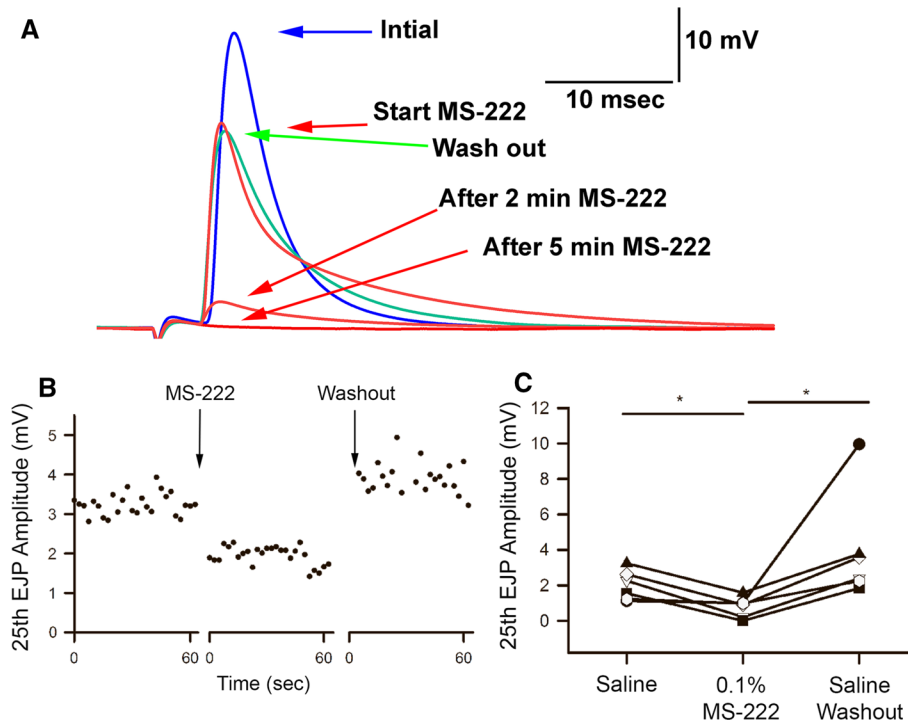 A
Intial
10 mV
10 msec
Start MS-222
Wash out
After 2 min MS-222
After 5 min MS-222
B
MS-222
Washout
25th EJP Amplitude (mV)
5
4
3
2
1
0
0
60
0
60
0
60
Time (sec)
C
*
*
25th EJP Amplitude (mV)
12
10
8
6
4
2
0
Saline
0.1%
MS-222
Saline
Washout